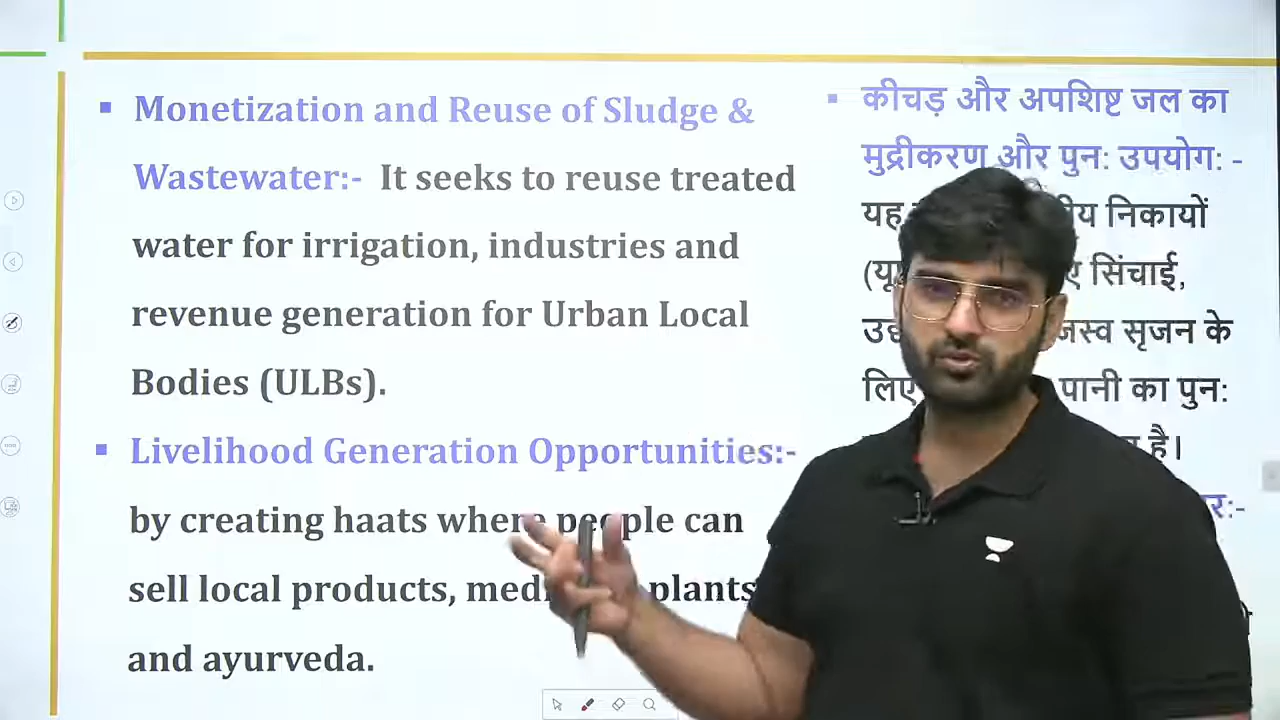 Monetization and Reuse of Sludge &
Wastewater:- It seeks to reuse treated
water for irrigation, industries and
revenue generation for Urban Local
Bodies (ULBs).
Livelihood Generation Opportunities:-
by creating haats where people can
sell local products, plants
and ayurveda.
कीचड़ और अपशिष्ट जल का
मुद्रीकरण और पुन: उपयोग: -
यह निकायों
सिंचाई,
सृजन के
लिए पानी का पुन:
है।